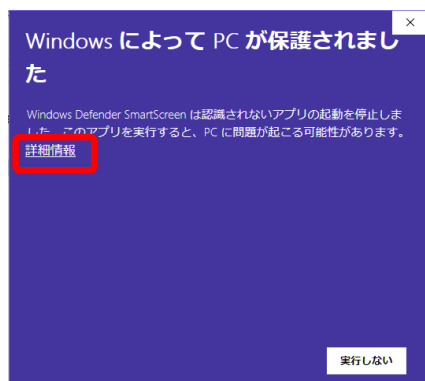 ×
Windows によって PC が保護されまし
た
Windows Defender SmartScreen は認識されないアプリの起動を停止しま
した。このアプリを実行すると、PC に問題が起こる可能性があります。
詳細情報
実行しない